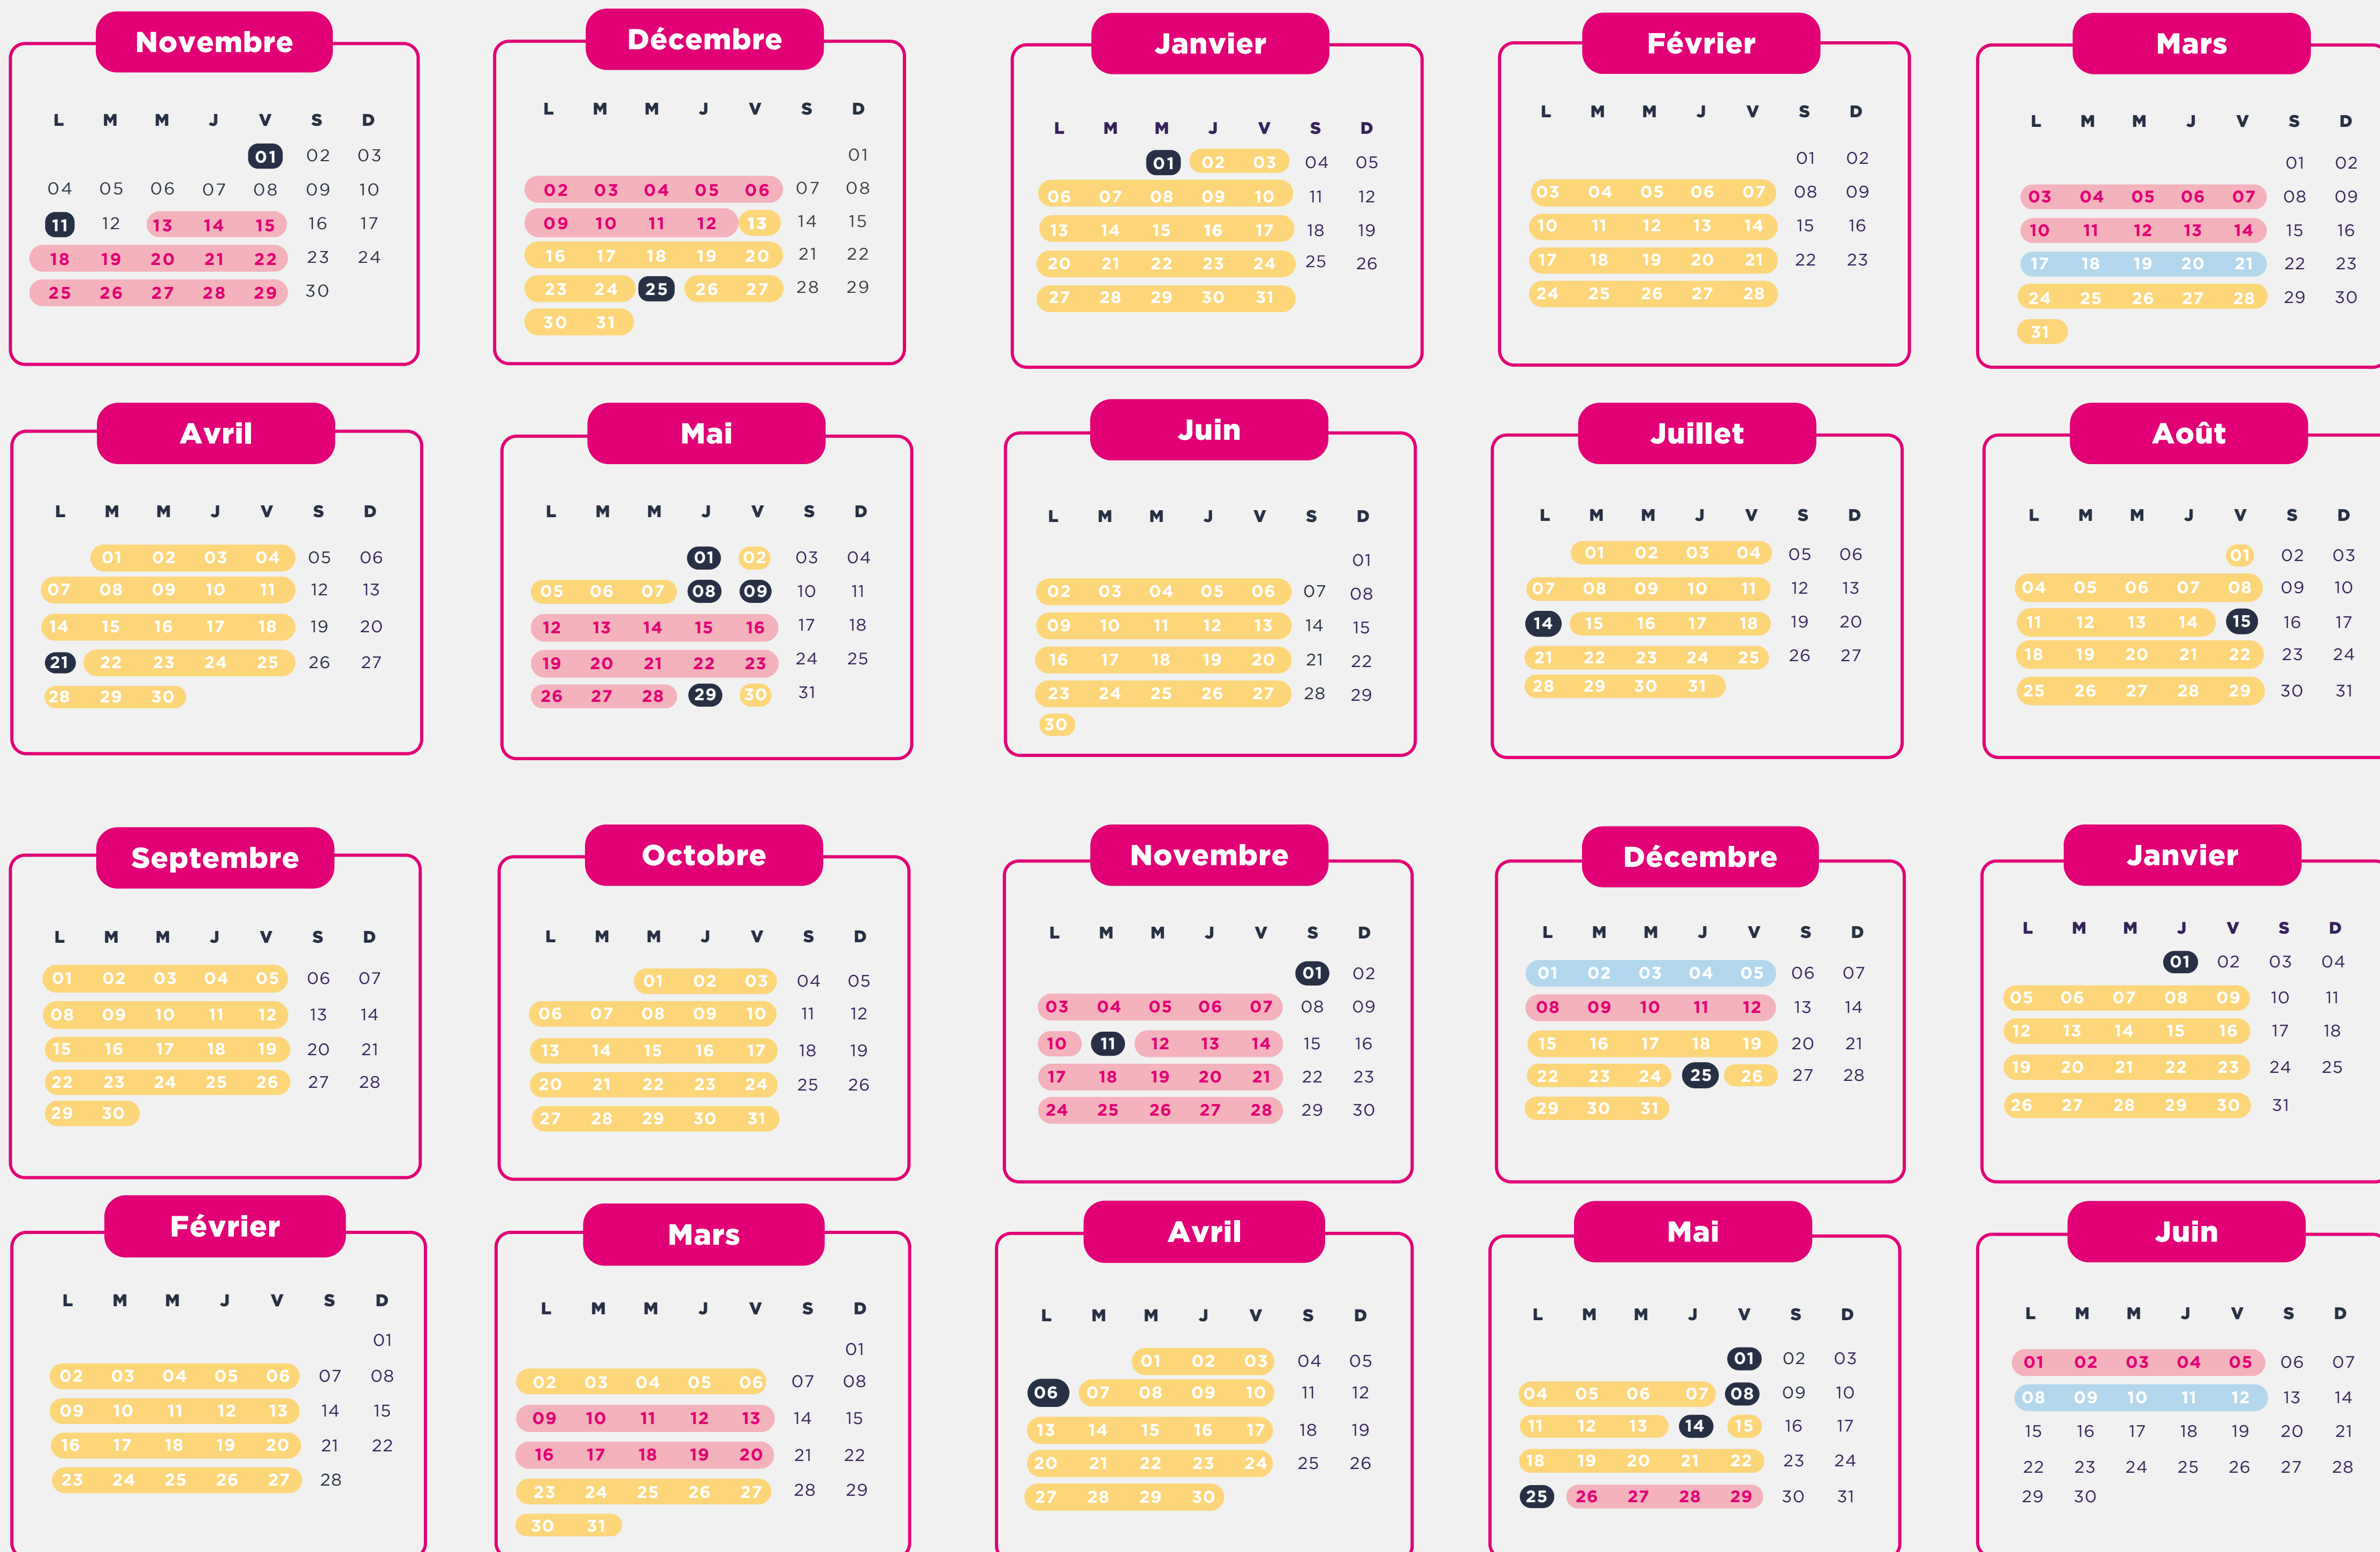 Novembre
L M M J V S D
01 02 03
04 05 06 07 08 09 10
11 12 13 14 15 16 17
18 19 20 21 22 23 24
25 26 27 28 29 30
Décembre
L M M J V S D
01
02 03 04 05 06 07 08
09 10 11 12 13 14 15
16 17 18 19 20 21 22
23 24 25 26 27 28 29
30 31
Janvier
L M M J V S D
01 02 03 04 05
06 07 08 09 10 11 12
13 14 15 16 17 18 19
20 21 22 23 24 25 26
27 28 29 30 31
Février
L M M J V S D
01 02
03 04 05 06 07 08 09
10 11 12 13 14 15 16
17 18 19 20 21 22 23
24 25 26 27 28
Mars
L M M J V S D
01 02
03 04 05 06 07 08 09
10 11 12 13 14 15 16
17 18 19 20 21 22 23
24 25 26 27 28 29 30
31
Avril
L M M J V S D
01 02 03 04 05 06
07 08 09 10 11 12 13
14 15 16 17 18 19 20
21 22 23 24 25 26 27
28 29 30
Mai
L M M J V S D
01 02 03 04
05 06 07 08 09 10 11
12 13 14 15 16 17 18
19 20 21 22 23 24 25
26 27 28 29 30 31
Juin
L M M J V S D
01
02 03 04 05 06 07 08
09 10 11 12 13 14 15
16 17 18 19 20 21 22
23 24 25 26 27 28 29
30
Juillet
L M M J V S D
01 02 03 04 05 06
07 08 09 10 11 12 13
14 15 16 17 18 19 20
21 22 23 24 25 26 27
28 29 30 31
Août
L M M J V S D
01 02 03
04 05 06 07 08 09 10
11 12 13 14 15 16 17
18 19 20 21 22 23 24
25 26 27 28 29 30 31
Septembre
L M M J V S D
01 02 03 04 05 06 07
08 09 10 11 12 13 14
15 16 17 18 19 20 21
22 23 24 25 26 27 28
29 30
Octobre
L M M J V S D
01 02 03 04 05
06 07 08 09 10 11 12
13 14 15 16 17 18 19
20 21 22 23 24 25 26
27 28 29 30 31
Novembre
L M M J V S D
01 02
03 04 05 06 07 08 09
10 11 12 13 14 15 16
17 18 19 20 21 22 23
24 25 26 27 28 29 30
Décembre
L M M J V S D
01 02 03 04 05 06 07
08 09 10 11 12 13 14
15 16 17 18 19 20 21
22 23 24 25 26 27 28
29 30 31
Janvier
L M M J V S D
01 02 03 04
05 06 07 08 09 10 11
12 13 14 15 16 17 18
19 20 21 22 23 24 25
26 27 28 29 30 31
Février
L M M J V S D
01
02 03 04 05 06 07 08
09 10 11 12 13 14 15
16 17 18 19 20 21 22
23 24 25 26 27 28
Mars
L M M J V S D
01
02 03 04 05 06 07 08
09 10 11 12 13 14 15
16 17 18 19 20 21 22
23 24 25 26 27 28 29
30 31
Avril
L M M J V S D
01 02 03 04 05
06 07 08 09 10 11 12
13 14 15 16 17 18 19
20 21 22 23 24 25 26
27 28 29 30
Mai
L M M J V S D
01 02 03
04 05 06 07 08 09 10
11 12 13 14 15 16 17
18 19 20 21 22 23 24
25 26 27 28 29 30 31
Juin
L M M J V S D
01 02 03 04 05 06 07
08 09 10 11 12 13 14
15 16 17 18 19 20 21
22 23 24 25 26 27 28
29 30